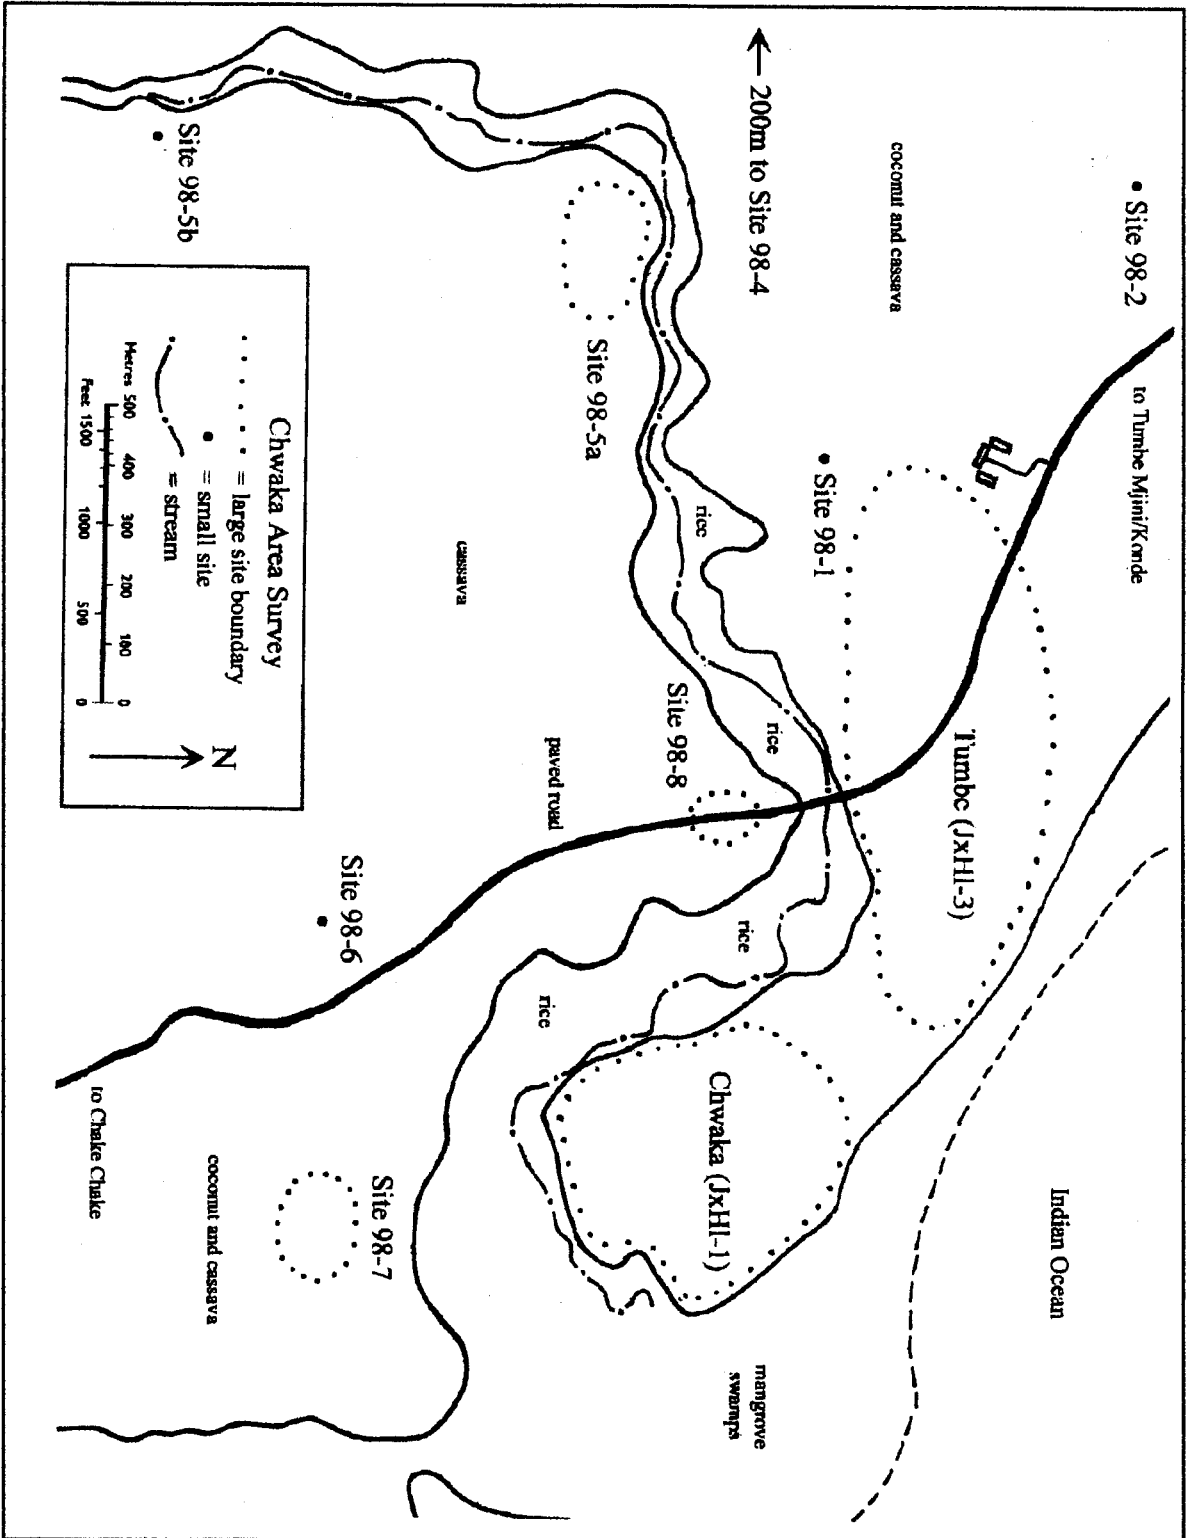 • Site 98-2
to Tumbe Mjini/Konde
coconut and cassava
← 200m to Site 98-4
• Site 98-1
Tumbe (JxHl-3)
Indian Ocean
rice
rice
rice
rice
Site 98-5a
Site 98-8
Chwaka (JxHl-1)
mangrove
swamps
cassava
paved road
Site 98-5b
Site 98-6
Site 98-7
coconut and cassava
to Chake Chake
Chwaka Area Survey
= large site boundary
= small site
= stream
Metres 500 400 300 200 100 0
Feet 1500 1000 500 0
N